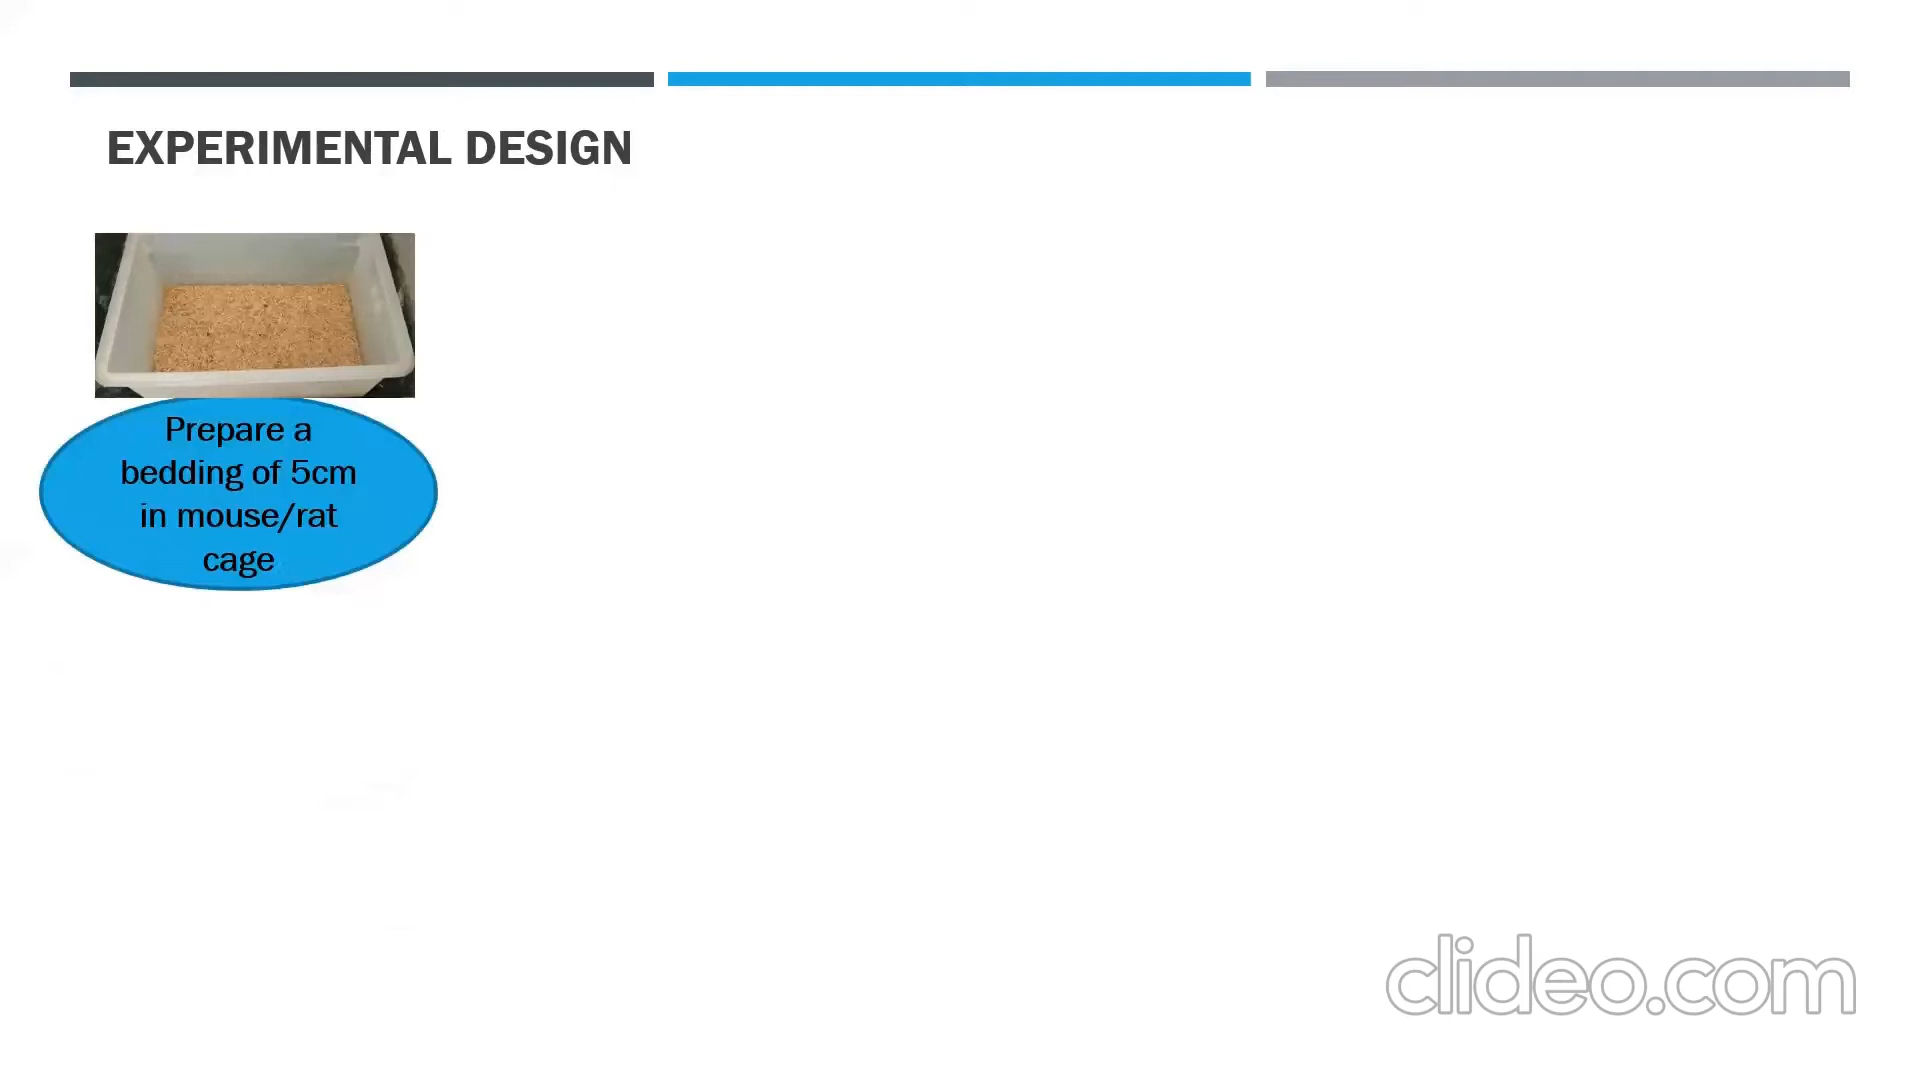 EXPERIMENTAL DESIGN
Prepare a
bedding of 5cm
in mouse/rat
cage
clideo.com